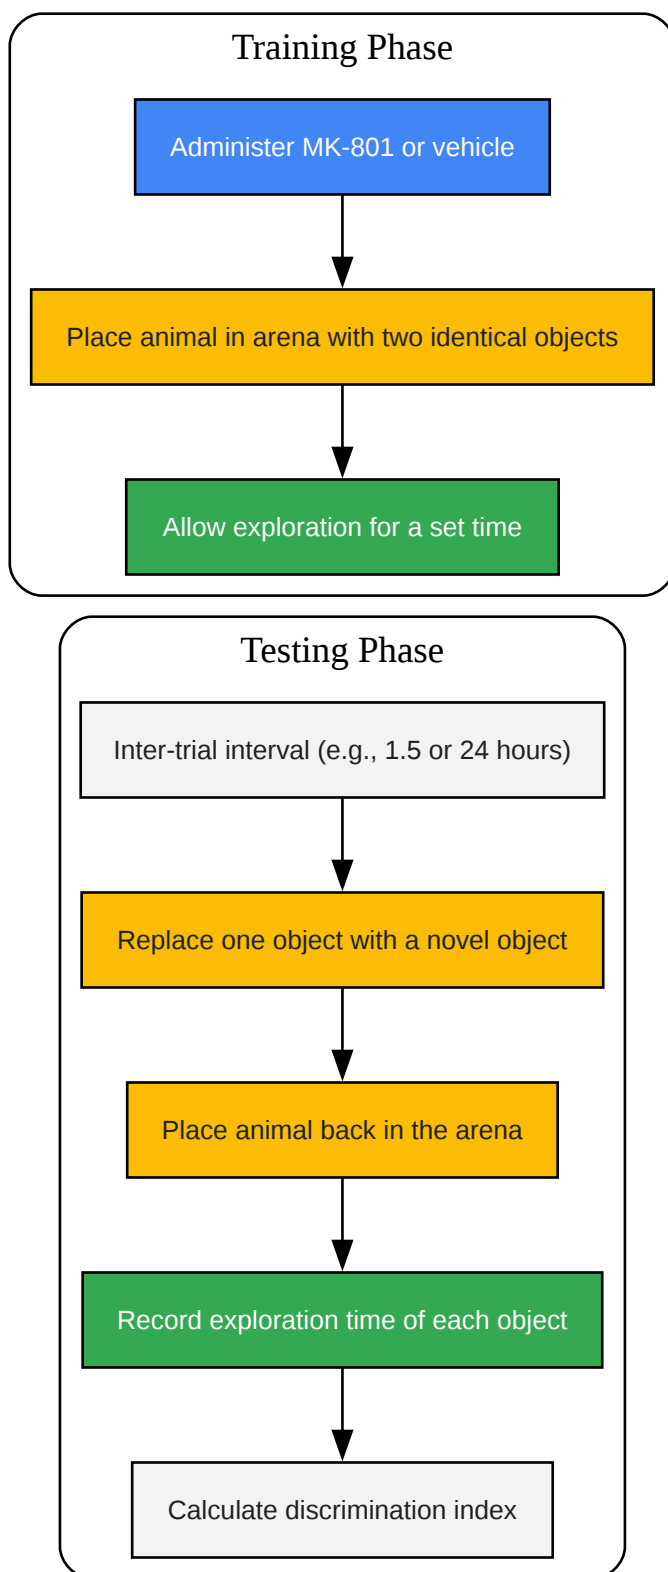 Training Phase
Administer MK-801 or vehicle
Place animal in arena with two identical objects
Allow exploration for a set time
Testing Phase
Inter-trial interval (e.g., 1.5 or 24 hours)
Replace one object with a novel object
Place animal back in the arena
Record exploration time of each object
Calculate discrimination index